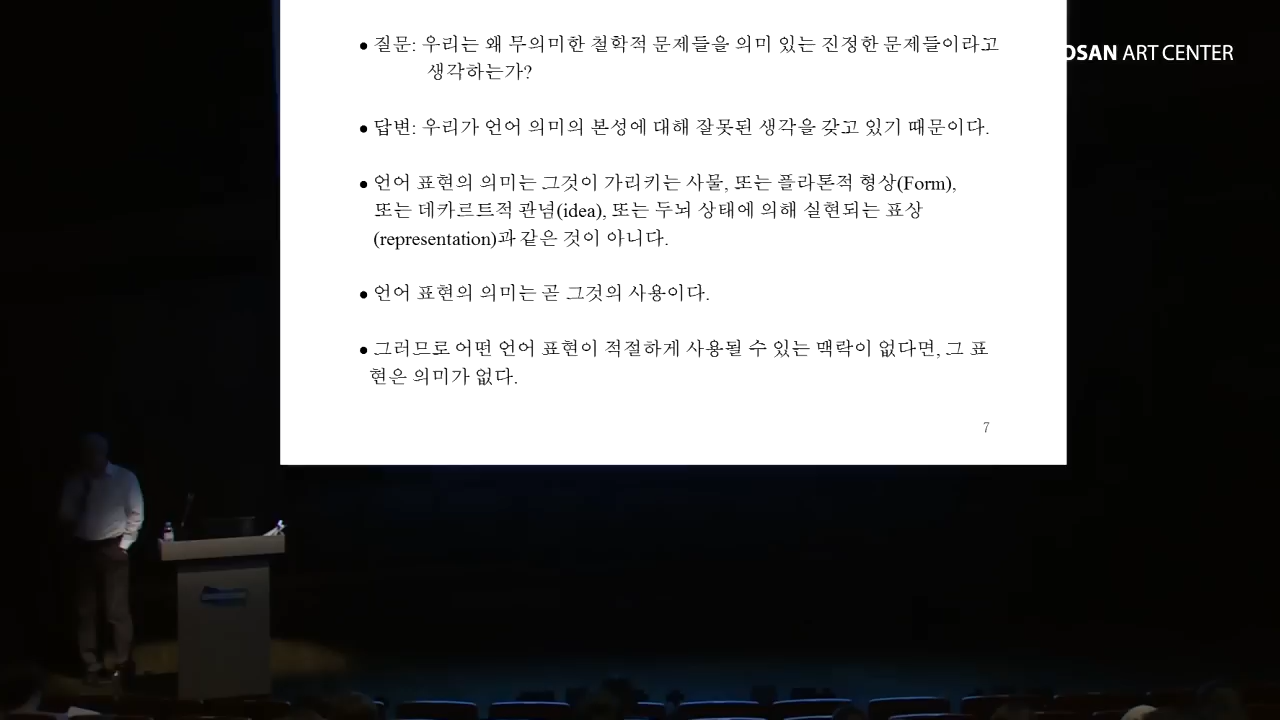 • 질문: 우리는 왜 무의미한 철학적 문제들을 의미 있는 진정한 문제들이라고
생각하는가?
• 답변: 우리가 언어 의미의 본성에 대해 잘못된 생각을 갖고 있기 때문이다.
• 언어 표현의 의미는 그것이 가리키는 사물, 또는 플라톤적 형상(Form),
또는 데카르트적 관념(idea), 또는 두뇌 상태에 의해 실현되는 표상
(representation)과 같은 것이 아니다.
• 언어 표현의 의미는 곧 그것의 사용이다.
• 그러므로 어떤 언어 표현이 적절하게 사용될 수 있는 맥락이 없다면, 그 표
현은 의미가 없다.
7
OSAN ART CENTER